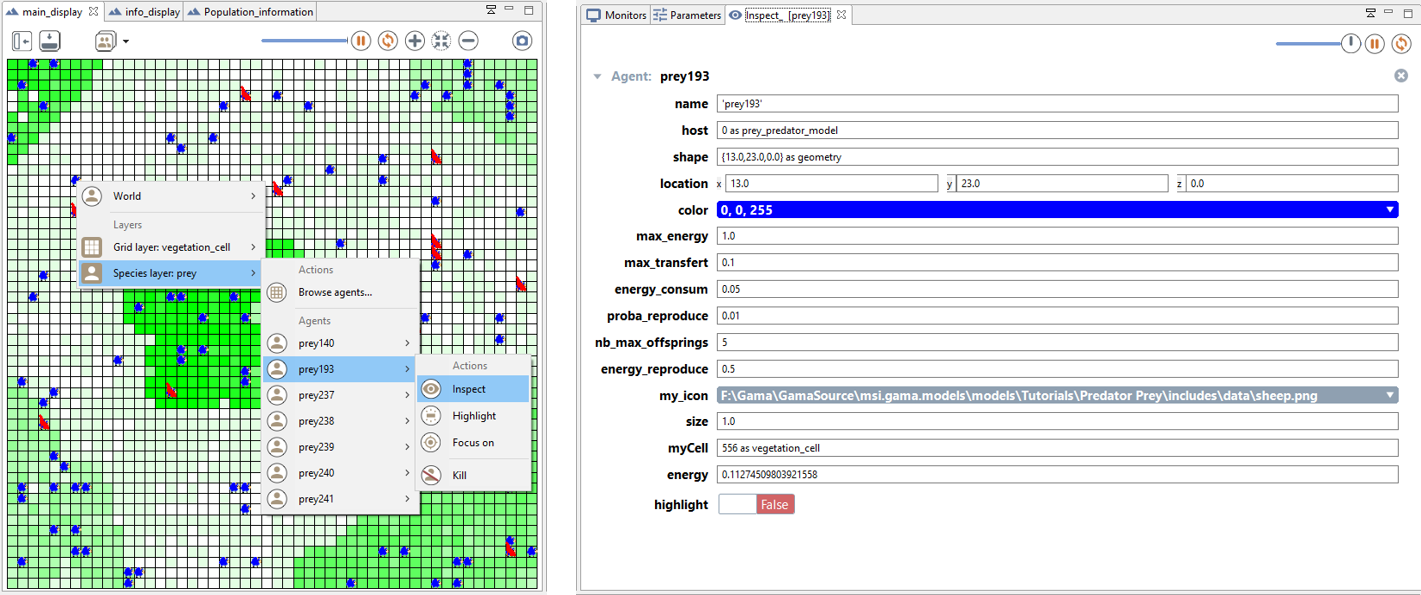 main_display info_display Population_information
World
Layers
Grid layer: vegetation_cell
Species layer: prey
Actions
Browse agents...
Agents
prey140
prey193
prey237
prey238
prey239
prey240
prey241
Actions
Inspect
Highlight
Focus on
Kill
Monitors Parameters Inspect_ [prey193]
Agent: prey193
name 'prey193'
host 0 as prey_predator_model
shape {13.0,23.0,0.0} as geometry
location x 13.0 y 23.0 z 0.0
color 0, 0, 255
max_energy 1.0
max_transfert 0.1
energy_consum 0.05
proba_reproduce 0.01
nb_max_offsprings 5
energy_reproduce 0.5
my_icon F:\Gama\GamaSource\msi.gama.models\models\Tutorials\Predator Prey\includes\data\sheep.png
size 1.0
myCell 556 as vegetation_cell
energy 0.11274509803921558
highlight False